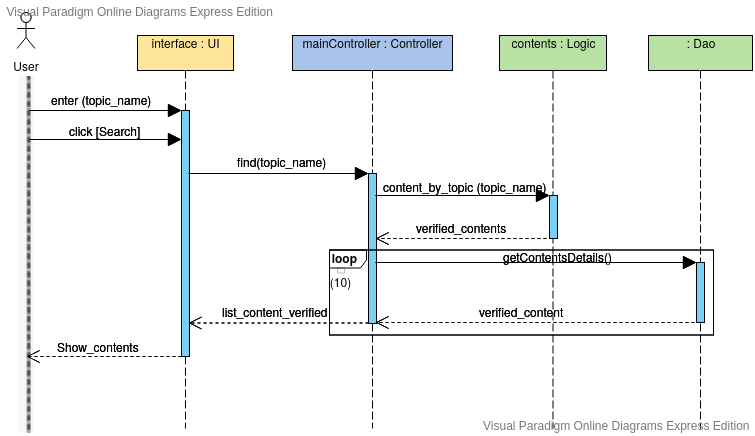 Visual Paradigm Online Diagrams Express Edition
User
interface : UI
mainController : Controller
contents : Logic
: Dao
enter (topic_name)
click [Search]
find(topic_name)
content_by_topic (topic_name)
verified_contents
loop
(10)
getContentsDetails()
list_content_verified
verified_content
Show_contents
Visual Paradigm Online Diagrams Express Edition